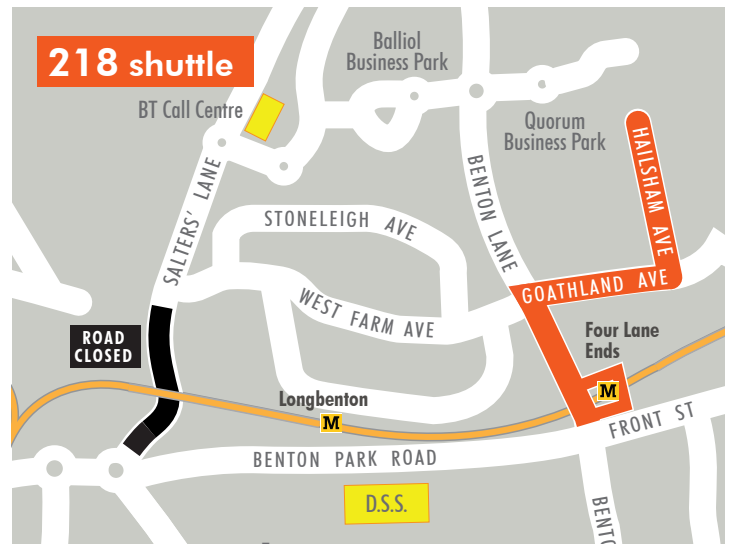 218 shuttle
Balliol
Business Park
BT Call Centre
Quorum
Business Park
HAILSHAM AVE
BENTON LANE
SALTERS' LANE
STONELEIGH AVE
GOATHLAND AVE
WEST FARM AVE
ROAD
CLOSED
Four Lane
Ends
M
Longbenton
M
FRONT ST
BENTON PARK ROAD
D.S.S.
BENTO